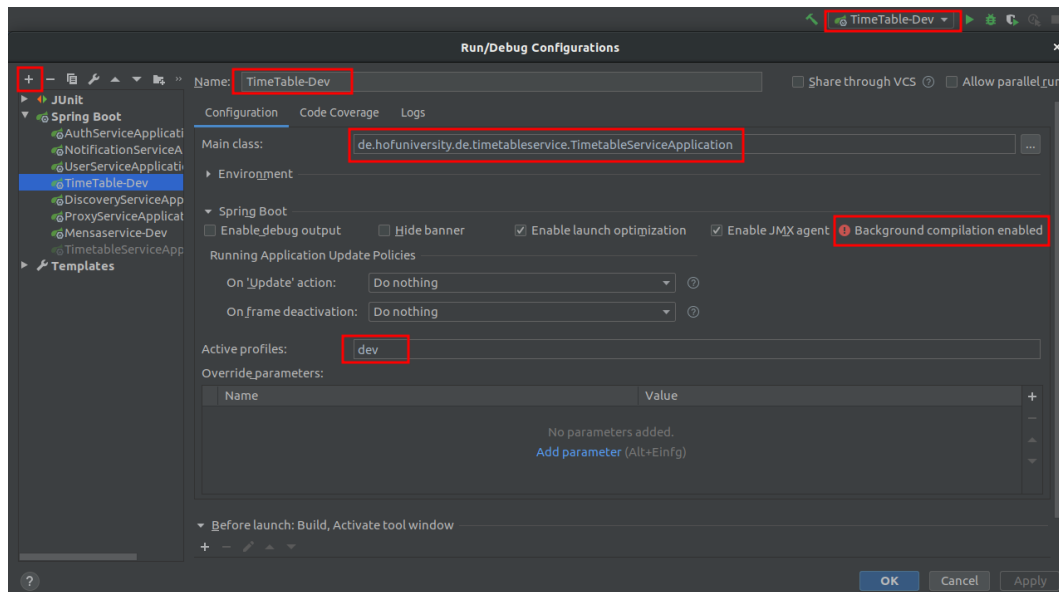 TimeTable-Dev
Run/Debug Configurations
Name: TimeTable-Dev
Share through VCS
Allow parallel run
JUnit
Spring Boot
AuthServiceApplicati
NotificationServiceA
UserServiceApplicati
TimeTable-Dev
DiscoveryServiceApp
ProxyServiceApplicat
Mensaservice-Dev
TimetableServiceApp
Templates
Configuration Code Coverage Logs
Main class: de.hofuniversity.de.timetableservice.TimetableServiceApplication ...
Environment
Spring Boot
Enable debug output Hide banner Enable launch optimization Enable JMX agent Background compilation enabled
Running Application Update Policies
On 'Update' action: Do nothing
On frame deactivation: Do nothing
Active profiles: dev
Override parameters:
Name Value
No parameters added.
Add parameter (Alt+Einfg)
Before launch: Build, Activate tool window
OK Cancel Apply